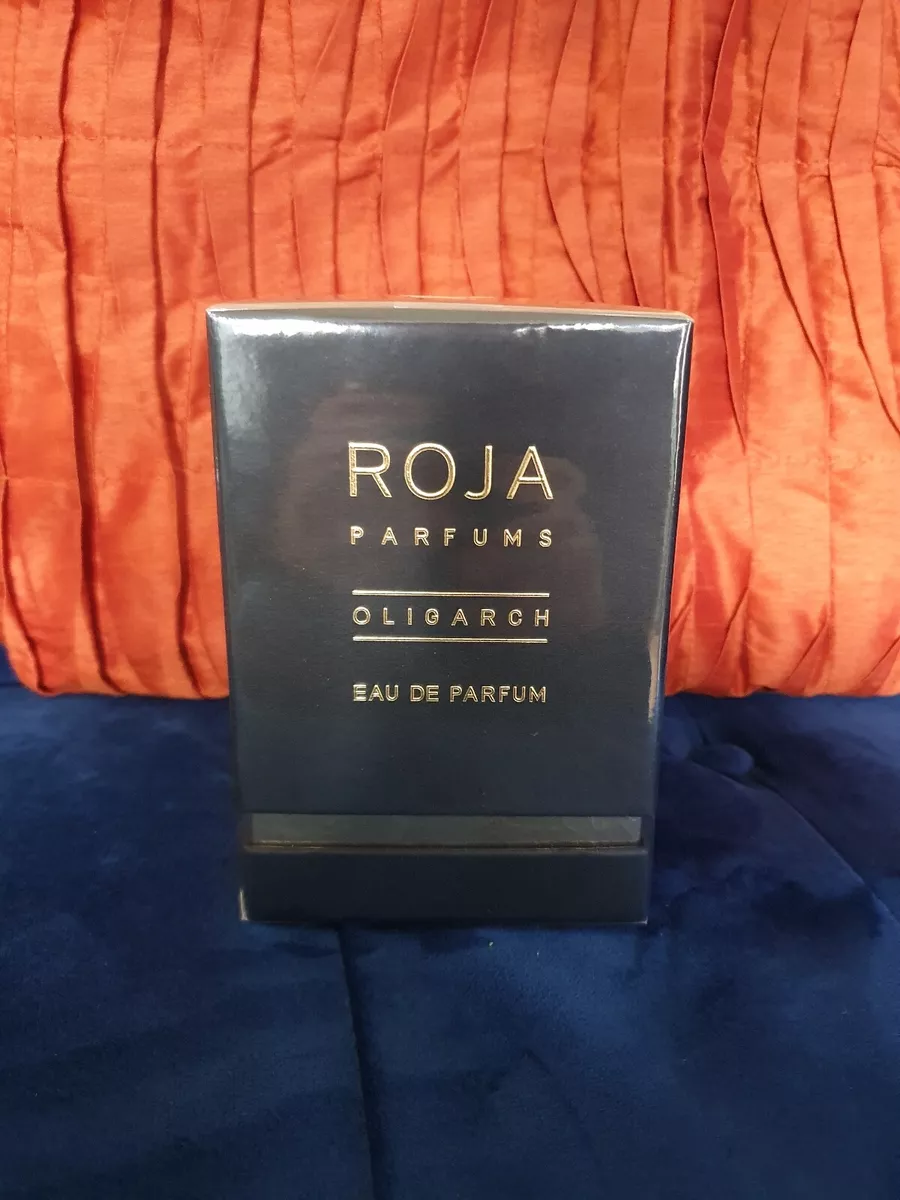 ROJA
PARFUMS
OLIGARCH
EAU DE PARFUM